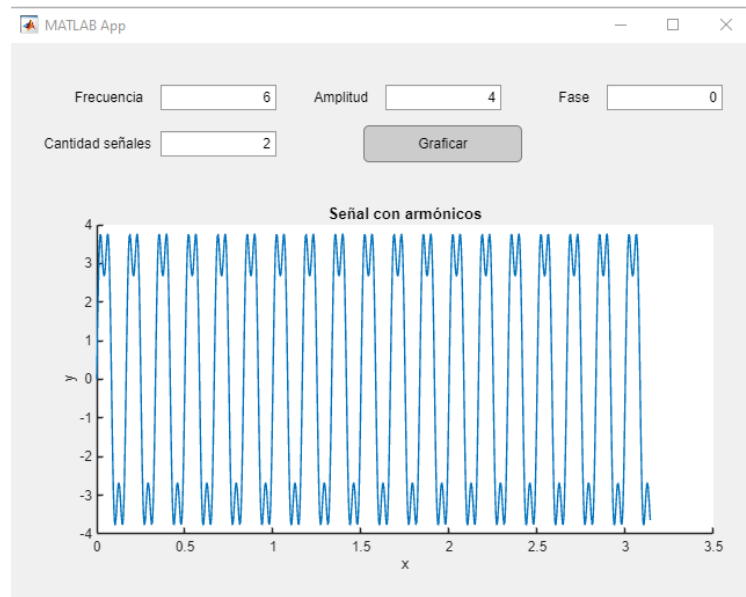 MATLAB App
Frecuencia 6 Amplitud 4 Fase 0
Cantidad señales 2 Graficar
Señal con armónicos
4
3
2
1
0
-1
-2
-3
-4
y
0 0.5 1 1.5 2 2.5 3 3.5
x